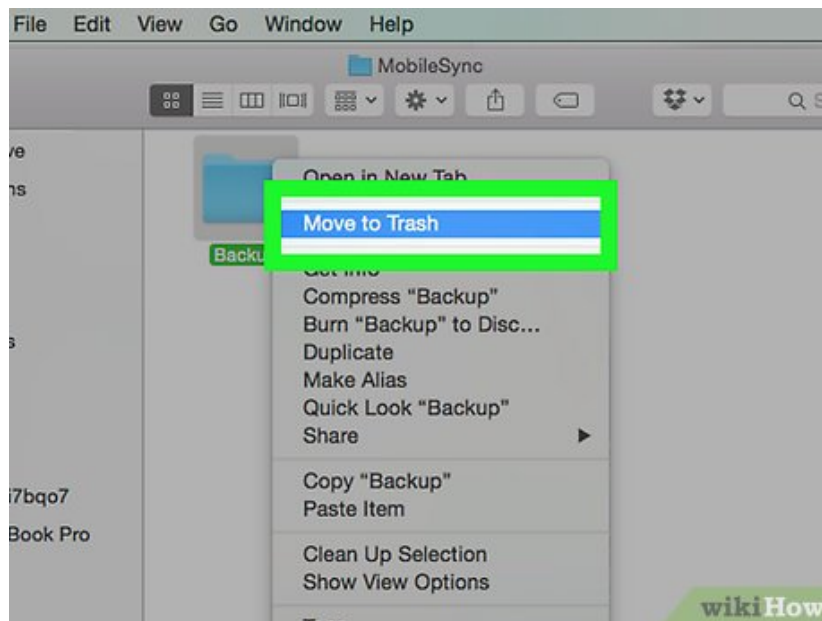 File Edit View Go Window Help
MobileSync
Open in New Tab
Move to Trash
Get Info
Compress “Backup”
Burn “Backup” to Disc...
Duplicate
Make Alias
Quick Look “Backup”
Share
Copy “Backup”
Paste Item
i7bqo7
Book Pro
Clean Up Selection
Show View Options
wikiHow